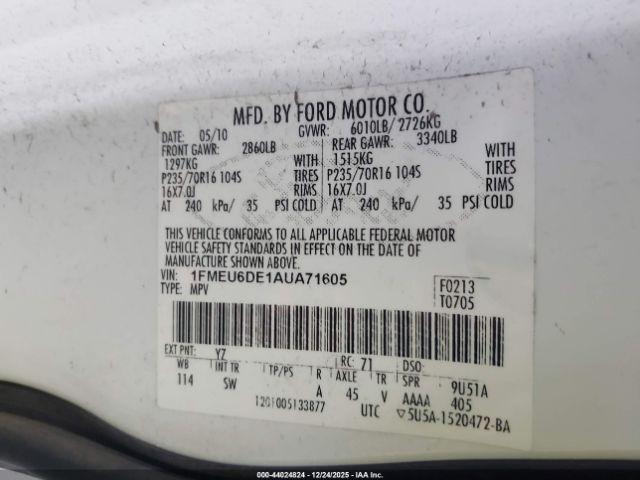 MFD. BY FORD MOTOR CO.
DATE: 05/10 GVWR: 6010LB/ 2726KG
FRONT GAWR: 2860LB REAR GAWR: 3340LB
1297KG WITH 1515KG WITH
P235/70R16 104S TIRES P235/70R16 104S TIRES
16X7.0J RIMS 16X7.0J RIMS
AT 240 kPa/ 35 PSI COLD AT 240 kPa/ 35 PSI COLD
THIS VEHICLE CONFORMS TO ALL APPLICABLE FEDERAL MOTOR
VEHICLE SAFETY STANDARDS IN EFFECT ON THE DATE OF
MANUFACTURE SHOWN ABOVE.
VIN: 1FMEU6DE1AUA71605 F0213
TYPE: MPV T0705
EXT PNT: YZ RC: 71 DSO:
WB INT TR TP/PS R AXLE TR SPR 9U51A
114 SW A 45 V AAAA 405
1201005133877 UTC ▽5U5A-1520472-BA
000-44024824 | 12/24/2025 - IAA Inc.